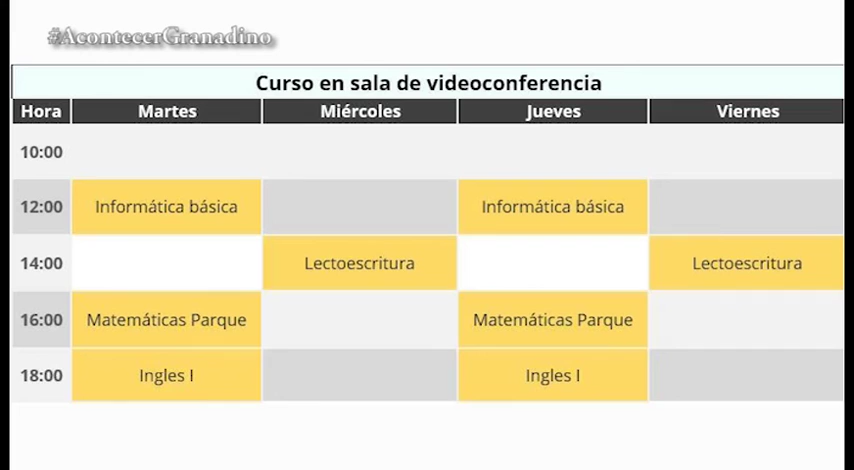 #AcontecerGranadino
Curso en sala de videoconferencia
Hora Martes Miércoles Jueves Viernes
10:00
12:00 Informática básica Informática básica
14:00 Lectoescritura Lectoescritura
16:00 Matemáticas Parque Matemáticas Parque
18:00 Ingles I Ingles I